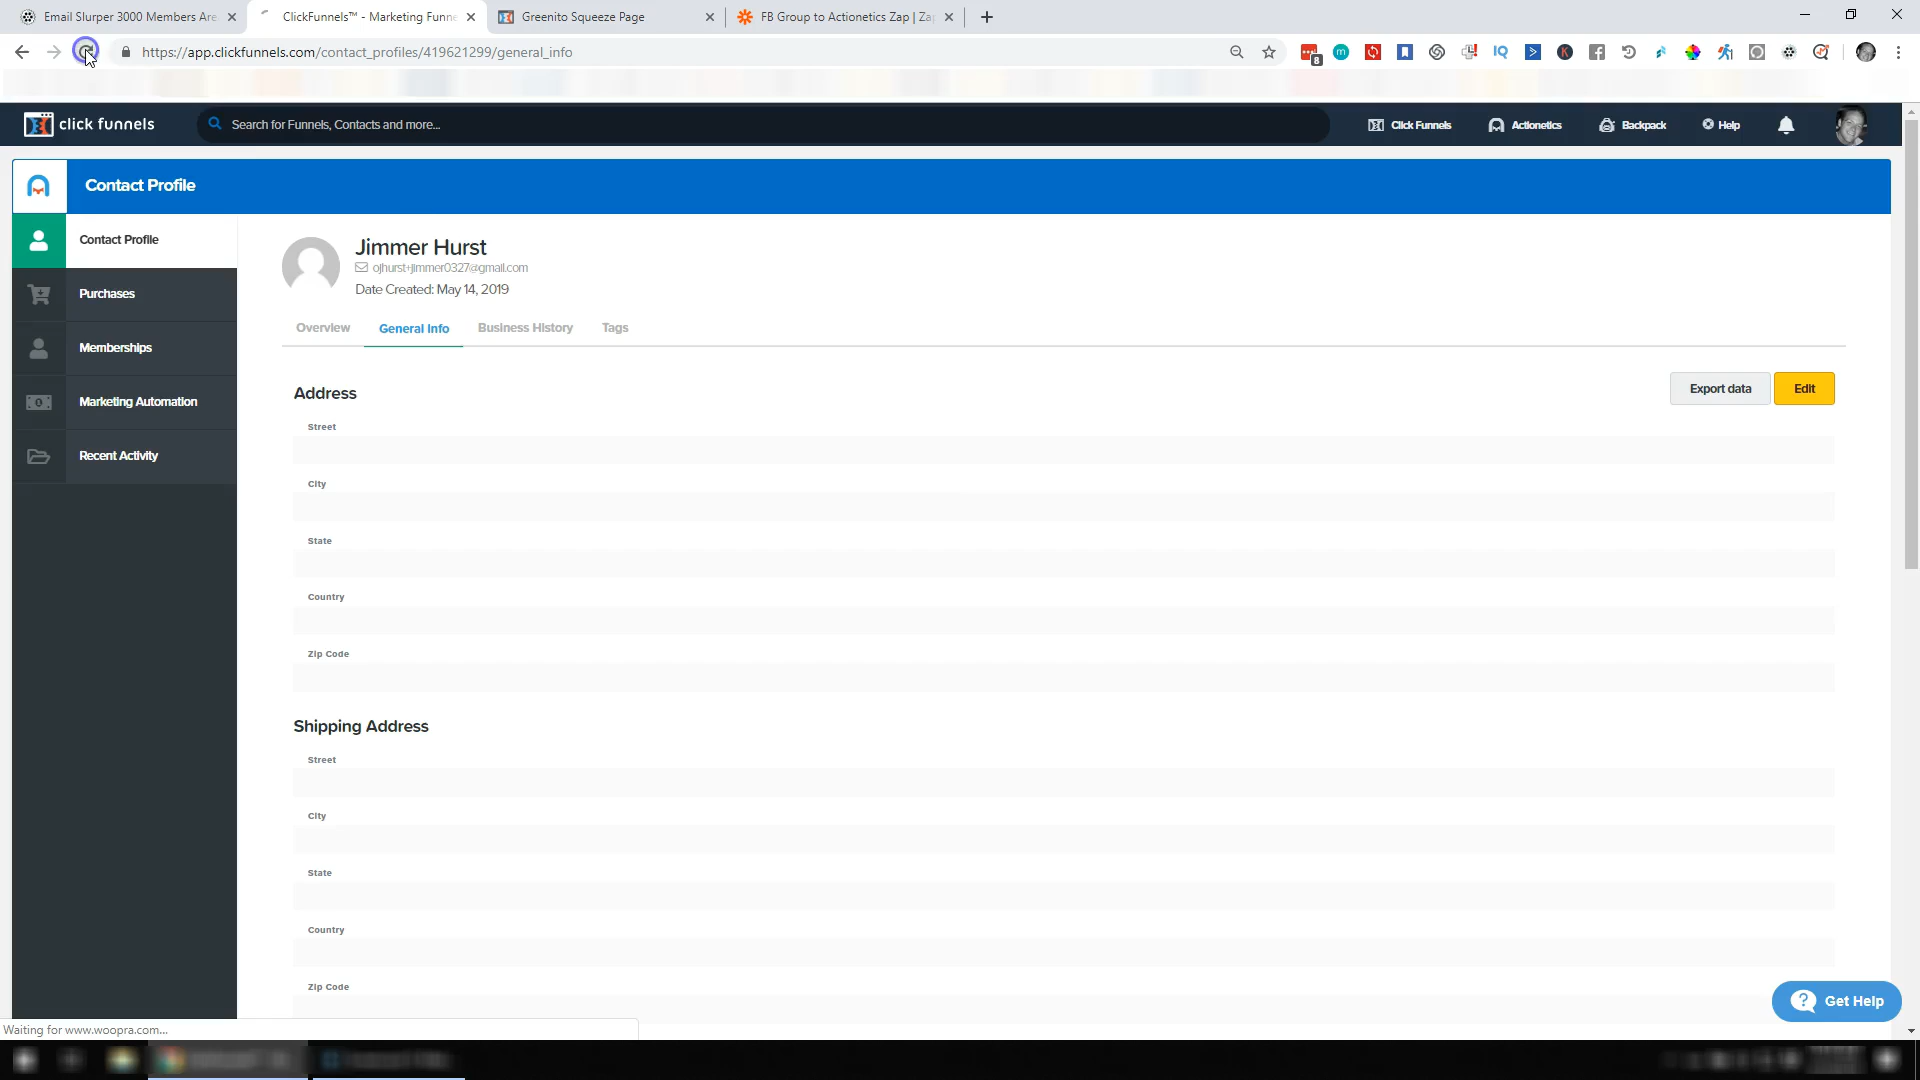 Email Slurper 3000 Members Are
ClickFunnels™ - Marketing Funne
Greenito Squeeze Page
FB Group to Actionetics Zap | Za
https://app.clickfunnels.com/contact_profiles/419621299/general_info
8
click funnels
Search for Funnels, Contacts and more...
Click Funnels
Actionetics
Backpack
Help
Contact Profile
Contact Profile
Purchases
Memberships
Marketing Automation
Recent Activity
Jimmer Hurst
ojhurst+jimmer0327@gmail.com
Date Created: May 14, 2019
Overview
General Info
Business History
Tags
Address
Export data
Edit
Street
City
State
Country
Zip Code
Shipping Address
Street
City
State
Country
Zip Code
Get Help
Waiting for www.woopra.com...